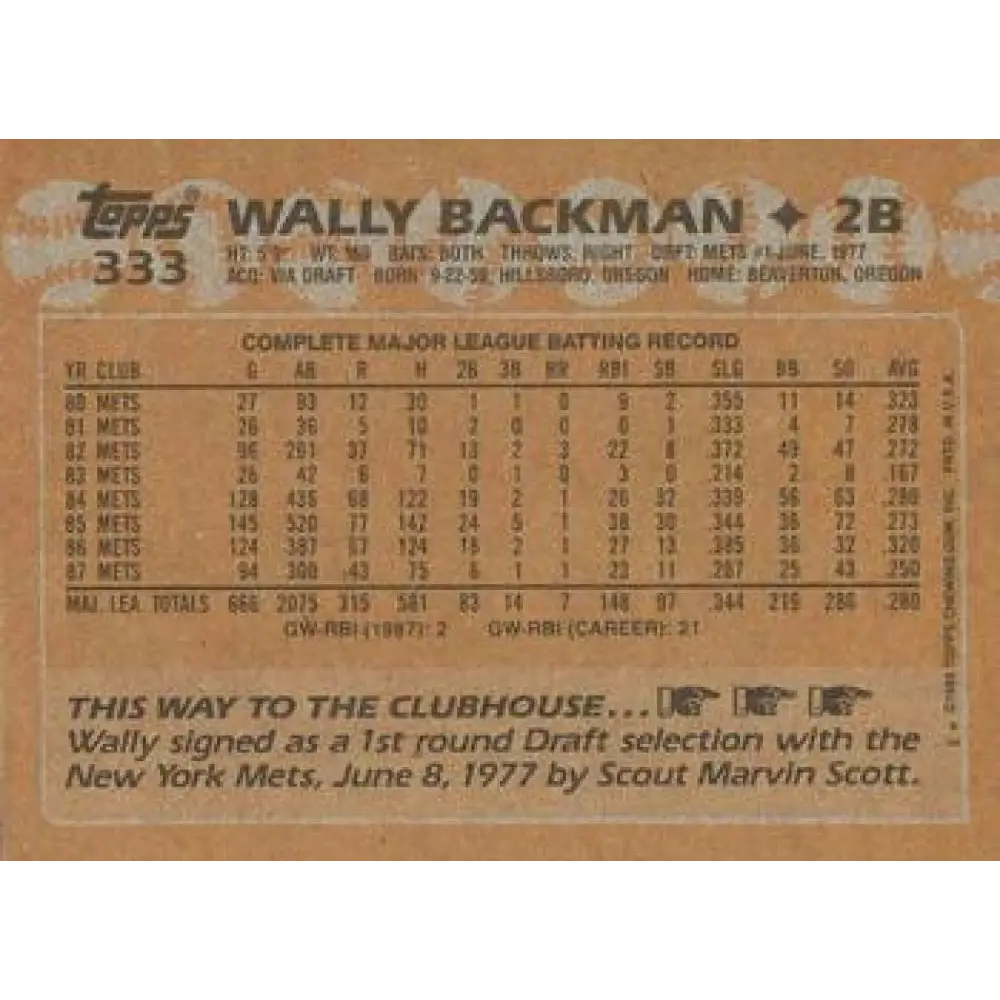 topps® WALLY BACKMAN ✦ 2B
333 HT: 5'9" WT: 160 BATS: BOTH THROWS: RIGHT DRFT: METS #1-JUNE, 1977
ACQ: VIA DRAFT BORN 9-22-59, HILLSBORO, OREGON HOME: BEAVERTON, OREGON
COMPLETE MAJOR LEAGUE BATTING RECORD
YR CLUB G AB R H 2B 3B HR RBI SB SLG BB SO AVG
80 METS 27 93 12 30 1 1 0 9 2 .355 11 14 .323
81 METS 26 36 5 10 2 0 0 0 1 .333 4 7 .278
82 METS 96 261 37 71 13 2 3 22 8 .372 49 47 .272
83 METS 26 42 6 7 0 1 0 3 0 .214 2 8 .167
84 METS 128 436 68 122 19 2 1 26 32 .339 56 63 .280
85 METS 145 520 77 142 24 5 1 38 30 .344 36 72 .273
86 METS 124 387 67 124 18 2 1 27 13 .385 36 32 .320
87 METS 94 300 43 75 6 1 1 23 11 .287 25 43 .250
MAJ. LEA. TOTALS 666 2075 315 581 83 14 7 148 97 .344 219 286 .280
GW-RBI (1987): 2 GW-RBI (CAREER): 21
THIS WAY TO THE CLUBHOUSE...
Wally signed as a 1st round Draft selection with the
New York Mets, June 8, 1977 by Scout Marvin Scott.
TOPPS CHEWING GUM, INC. PRTD. IN U.S.A.